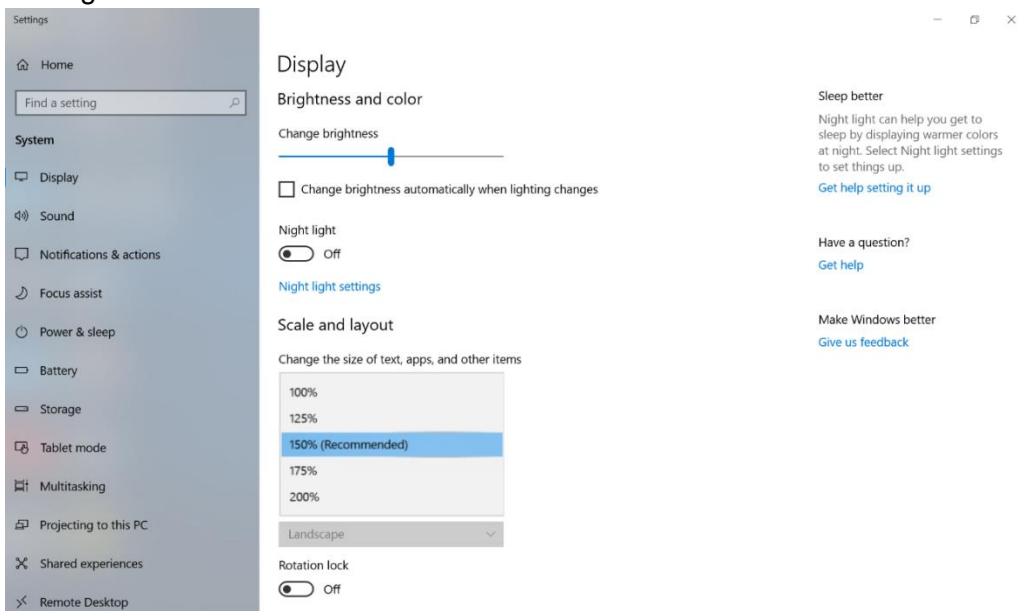 Settings
Home
Find a setting
System
Display
Sound
Notifications & actions
Focus assist
Power & sleep
Battery
Storage
Tablet mode
Multitasking
Projecting to this PC
Shared experiences
Remote Desktop
Display
Brightness and color
Change brightness
Change brightness automatically when lighting changes
Night light
Off
Night light settings
Scale and layout
Change the size of text, apps, and other items
100%
125%
150% (Recommended)
175%
200%
Landscape
Rotation lock
Off
Sleep better
Night light can help you get to
sleep by displaying warmer colors
at night. Select Night light settings
to set things up.
Get help setting it up
Have a question?
Get help
Make Windows better
Give us feedback